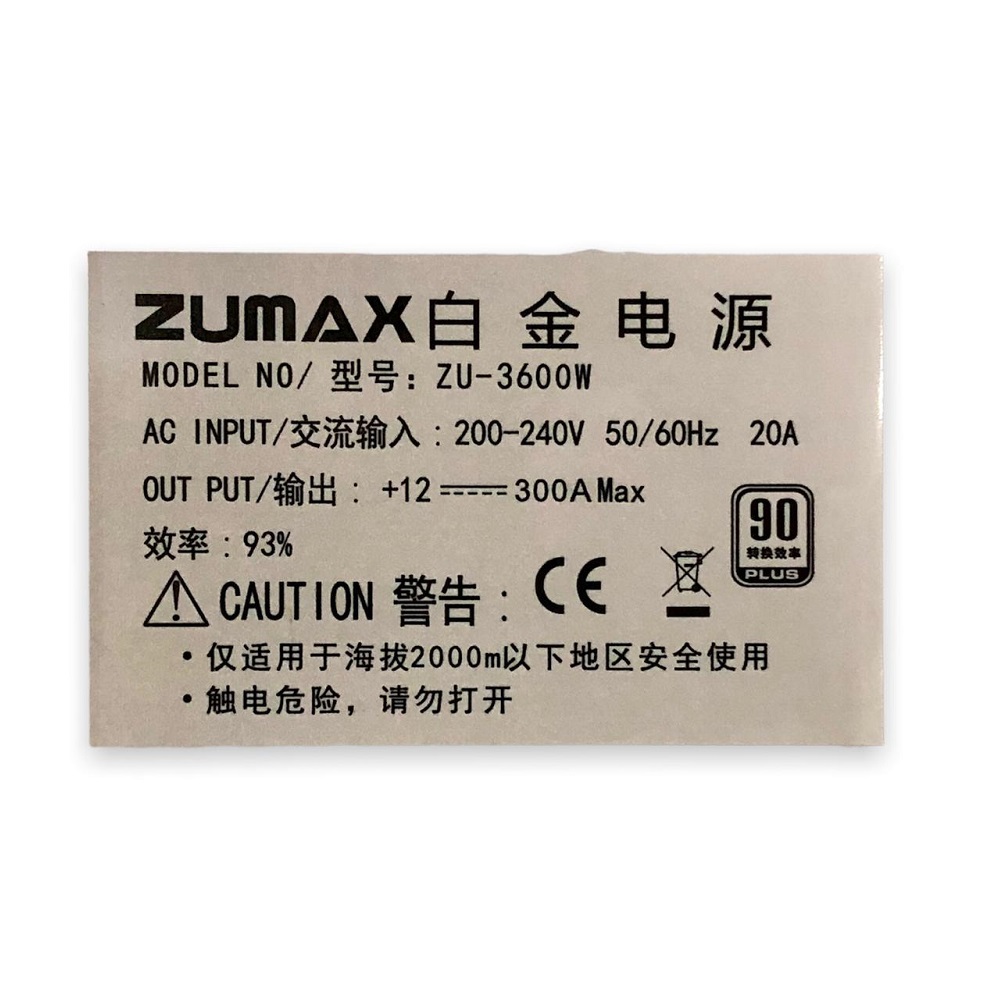 ZUMAX白金电源
MODEL NO/ 型号: ZU-3600W
AC INPUT/交流输入 : 200-240V 50/60Hz 20A
OUT PUT/输出 : +12 ⎓ 300A Max
效率 : 93%
90
转换效率
PLUS
CAUTION 警告 : CE
·仅适用于海拔2000m以下地区安全使用
·触电危险，请勿打开